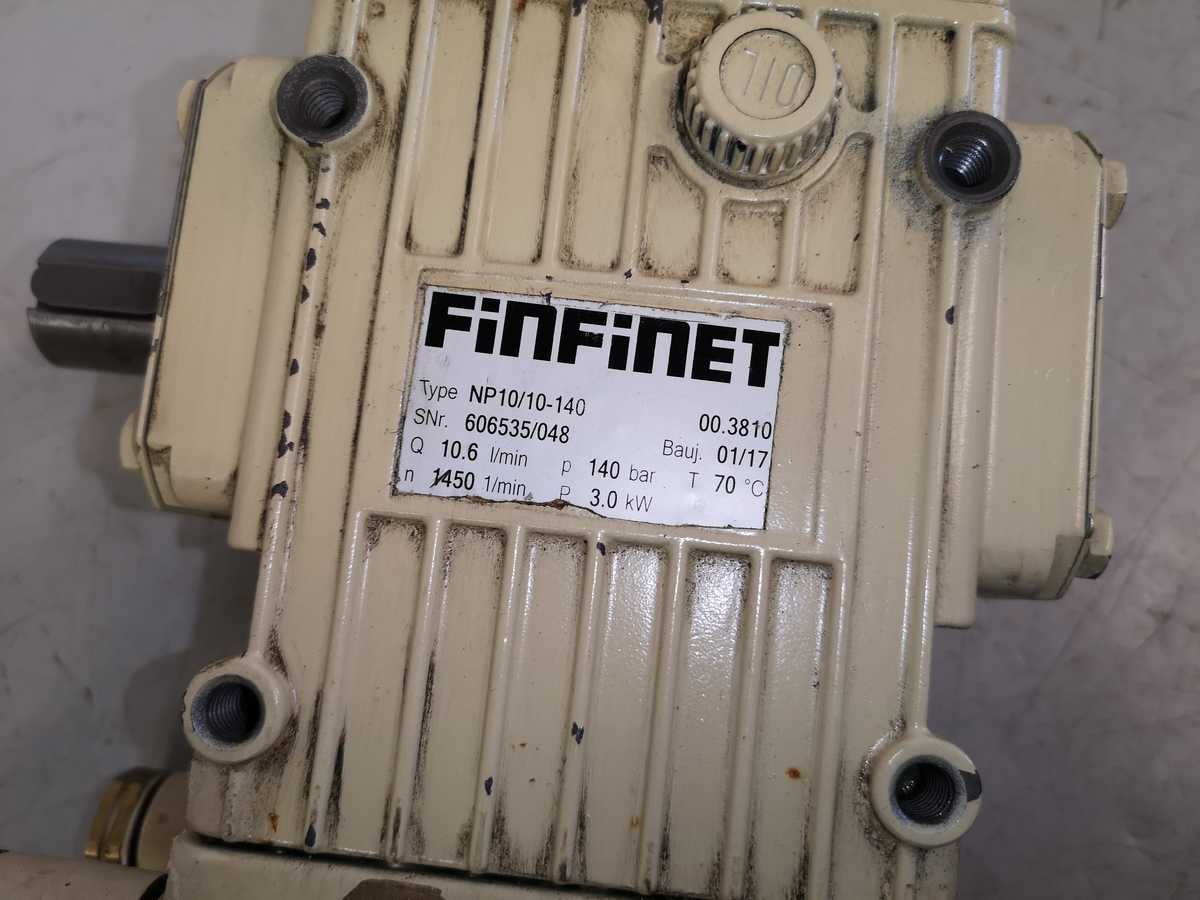 OIL
FiNFiNET
Type NP10/10-140 00.3810
SNr. 606535/048 Bauj. 01/17
Q 10.6 l/min p 140 bar T 70 °C
n 1450 1/min P 3.0 kW